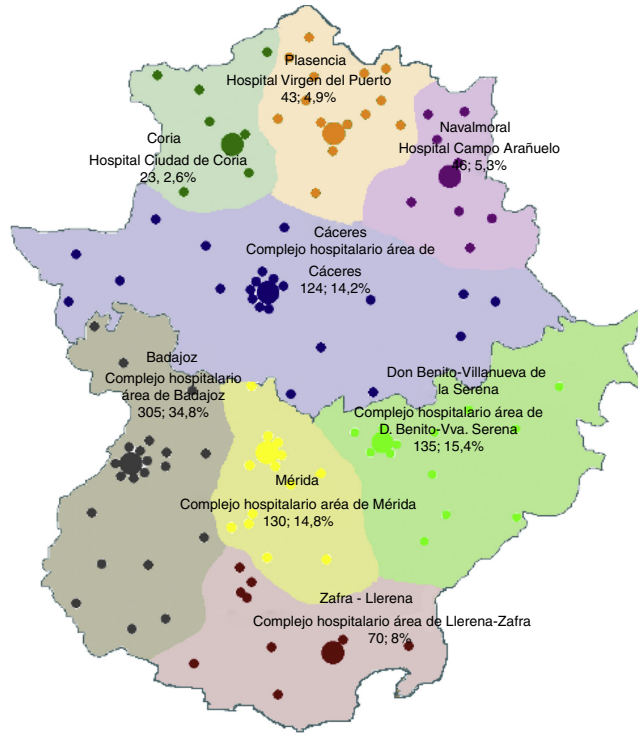 Plasencia
Hospital Virgen del Puerto
43; 4,9%
Coria
Hospital Ciudad de Coria
23, 2,6%
Navalmoral
Hospital Campo Arañuelo
46; 5,3%
Cáceres
Complejo hospitalario área de
Cáceres
124; 14,2%
Badajoz
Complejo hospitalario
área de Badajoz
305; 34,8%
Don Benito-Villanueva de
la Serena
Complejo hospitalario área de
D. Benito-Vva. Serena
135; 15,4%
Mérida
Complejo hospitalario aréa de Mérida
130; 14,8%
Zafra - Llerena
Complejo hospitalario área de Llerena-Zafra
70; 8%